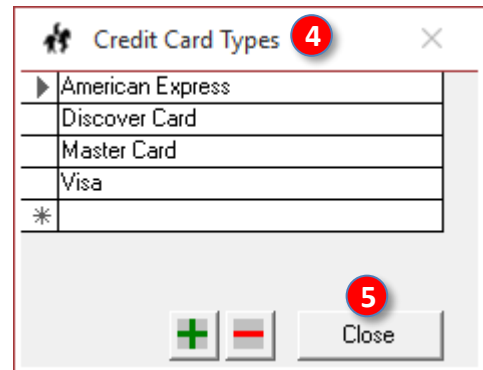 Credit Card Types 4
American Express
Discover Card
Master Card
Visa
5
Close